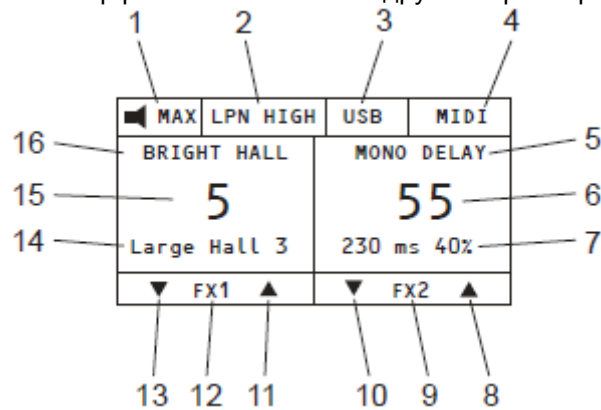 1 2 3 4
MAX LPN HIGH USB MIDI
16 BRIGHT HALL MONO DELAY 5
15 5 55 6
14 Large Hall 3 230 ms 40% 7
▼ FX1 ▲ ▼ FX2 ▲
13 12 11 10 9 8